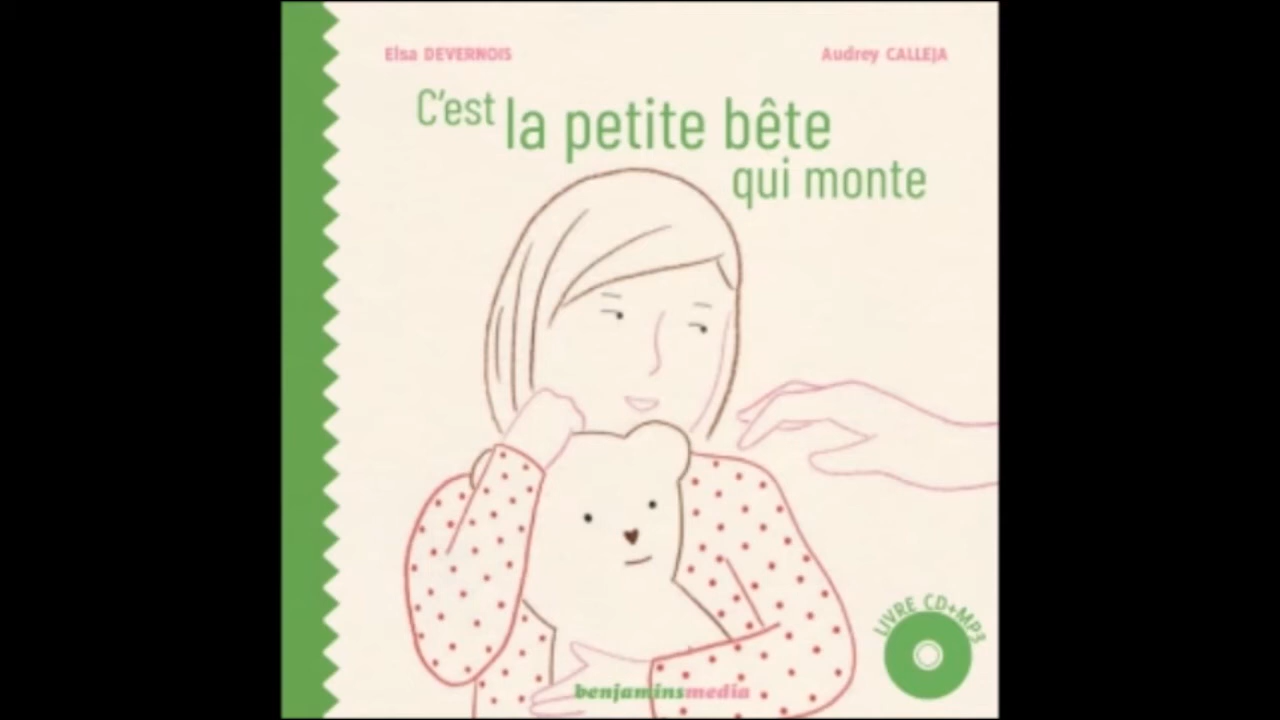 Elsa DEVERNOIS
Audrey CALLEJA
C'est la petite bête
qui monte
LIVRE CD+MP3
benjaminsmedia